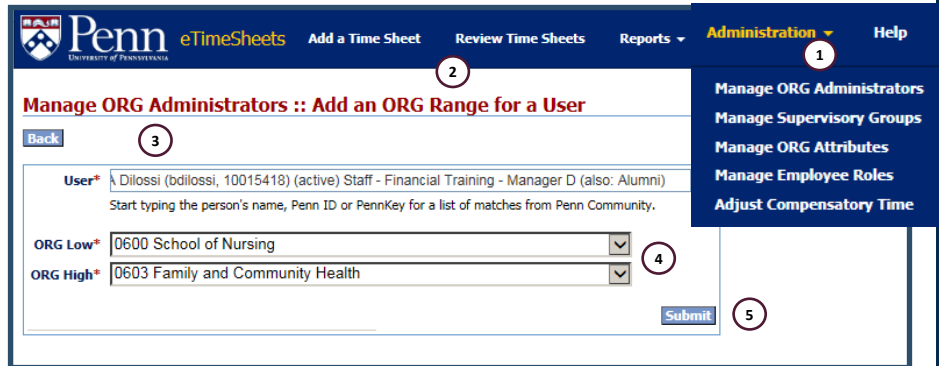 Penn
UNIVERSITY of PENNSYLVANIA
eTimeSheets Add a Time Sheet Review Time Sheets Reports Administration Help
1
2
Manage ORG Administrators
Manage Supervisory Groups
Manage ORG Attributes
Manage Employee Roles
Adjust Compensatory Time
Manage ORG Administrators :: Add an ORG Range for a User
Back
3
User* Dilossi (bdilossi, 10015418) (active) Staff - Financial Training - Manager D (also: Alumni)
Start typing the person's name, Penn ID or PennKey for a list of matches from Penn Community.
ORG Low* 0600 School of Nursing
4
ORG High* 0603 Family and Community Health
Submit
5